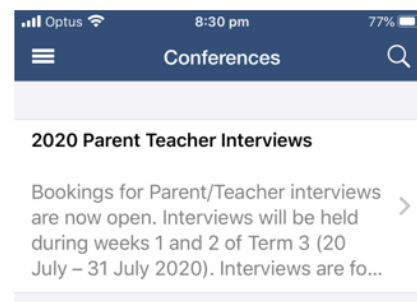 Optus 8:30 pm 77%
Conferences
2020 Parent Teacher Interviews
Bookings for Parent/Teacher interviews
are now open. Interviews will be held
during weeks 1 and 2 of Term 3 (20
July – 31 July 2020). Interviews are fo...